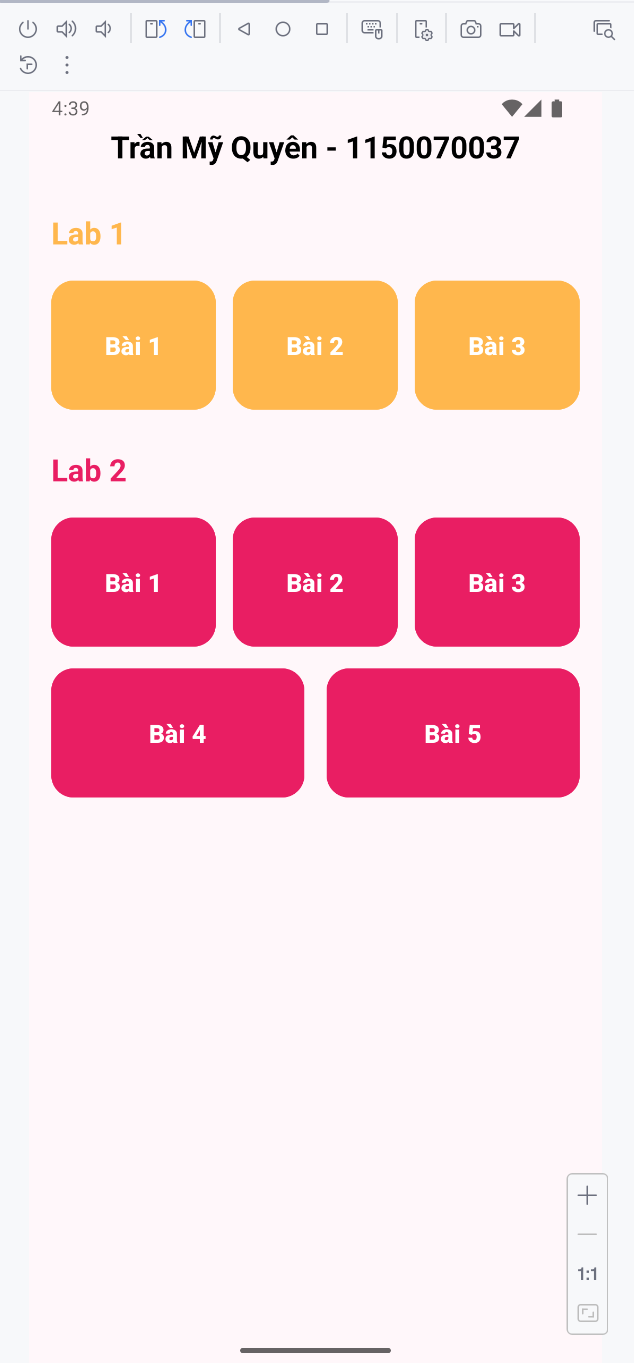 4:39
Trần Mỹ Quyên - 1150070037
Lab 1
Bài 1 Bài 2 Bài 3
Lab 2
Bài 1 Bài 2 Bài 3
Bài 4 Bài 5
1:1